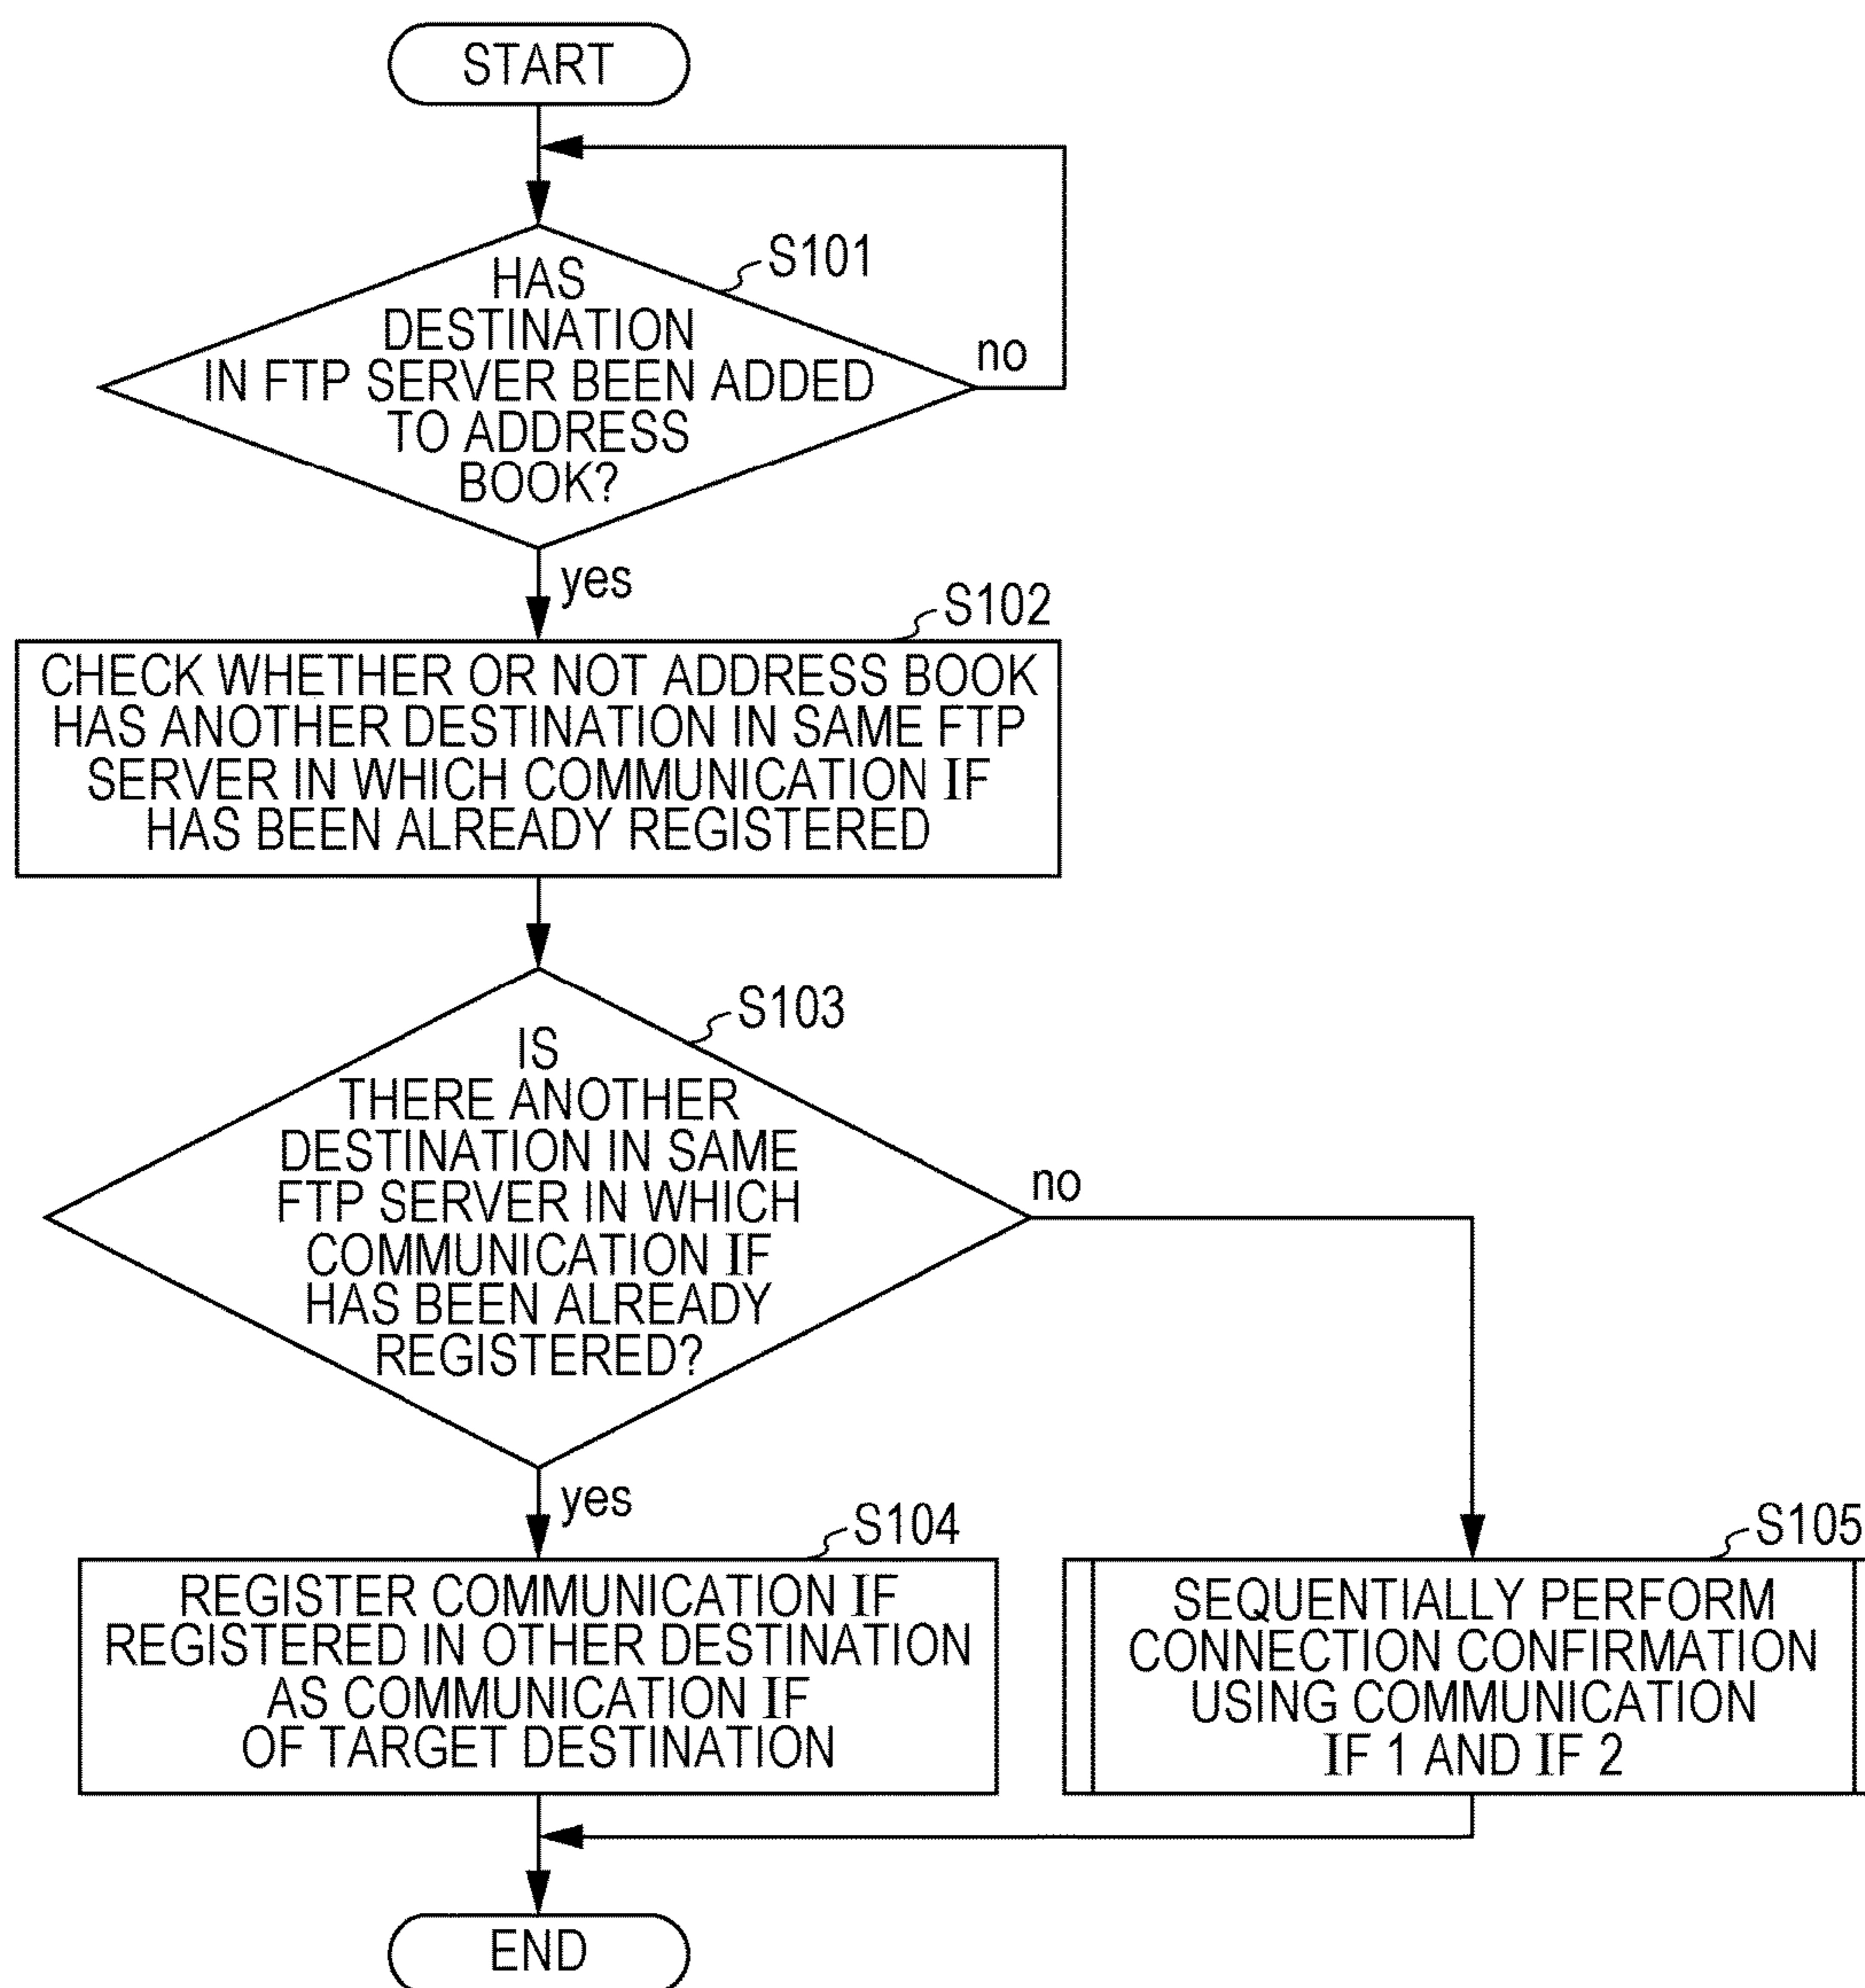 START
S101
HAS
DESTINATION
IN FTP SERVER BEEN ADDED
TO ADDRESS
BOOK?
no
yes
S102
CHECK WHETHER OR NOT ADDRESS BOOK
HAS ANOTHER DESTINATION IN SAME FTP
SERVER IN WHICH COMMUNICATION IF
HAS BEEN ALREADY REGISTERED
S103
IS
THERE ANOTHER
DESTINATION IN SAME
FTP SERVER IN WHICH
COMMUNICATION IF
HAS BEEN ALREADY
REGISTERED?
no
yes
S104
REGISTER COMMUNICATION IF
REGISTERED IN OTHER DESTINATION
AS COMMUNICATION IF
OF TARGET DESTINATION
S105
SEQUENTIALLY PERFORM
CONNECTION CONFIRMATION
USING COMMUNICATION
IF 1 AND IF 2
END